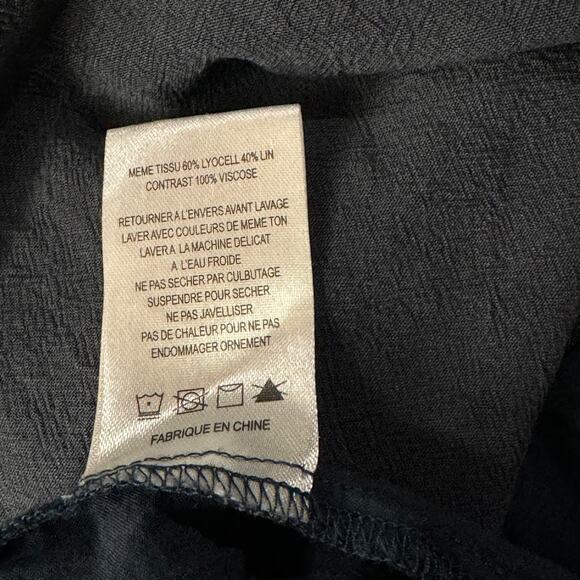 MEME TISSU 60% LYOCELL 40% LIN
CONTRAST 100% VISCOSE
RETOURNER A L'ENVERS AVANT LAVAGE
LAVER AVEC COULEURS DE MEME TON
LAVER A LA MACHINE DELICAT
A L'EAU FROIDE
NE PAS SECHER PAR CULBUTAGE
SUSPENDRE POUR SECHER
NE PAS JAVELLISER
PAS DE CHALEUR POUR NE PAS
ENDOMMAGER ORNEMENT
FABRIQUE EN CHINE